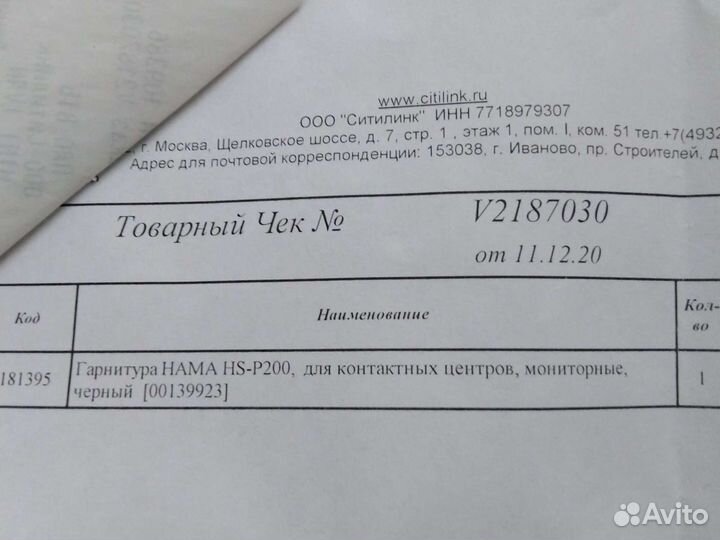 www.citilink.ru
ООО "Ситилинк" ИНН 7718979307
г. Москва, Щелковское шоссе, д. 7, стр. 1 , этаж 1, пом. I, ком. 51 тел.+7(4932
Адрес для почтовой корреспонденции: 153038, г. Иваново, пр. Строителей, д
Товарный Чек № V2187030
от 11.12.20
Код Наименование Кол-
во
181395 Гарнитура HAMA HS-P200, для контактных центров, мониторные, 1
черный [00139923]
Avito